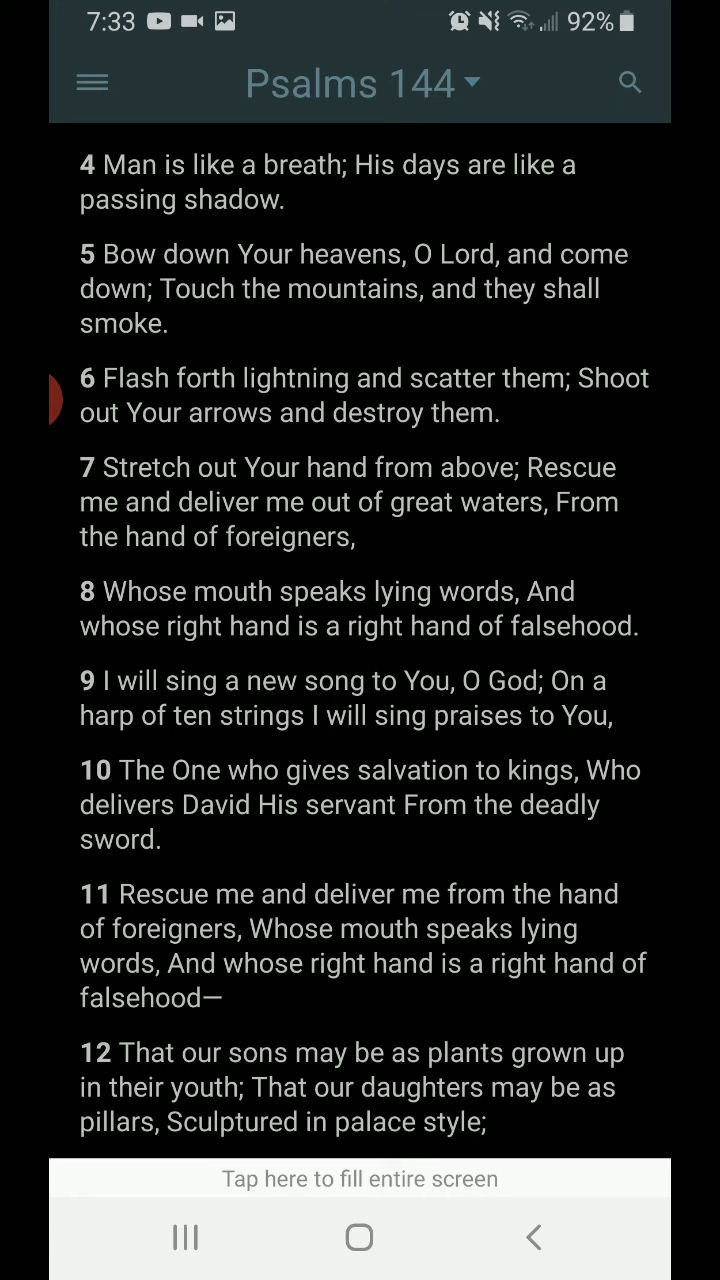 7:33 92%
Psalms 144
4 Man is like a breath; His days are like a
passing shadow.
5 Bow down Your heavens, O Lord, and come
down; Touch the mountains, and they shall
smoke.
6 Flash forth lightning and scatter them; Shoot
out Your arrows and destroy them.
7 Stretch out Your hand from above; Rescue
me and deliver me out of great waters, From
the hand of foreigners,
8 Whose mouth speaks lying words, And
whose right hand is a right hand of falsehood.
9 I will sing a new song to You, O God; On a
harp of ten strings I will sing praises to You,
10 The One who gives salvation to kings, Who
delivers David His servant From the deadly
sword.
11 Rescue me and deliver me from the hand
of foreigners, Whose mouth speaks lying
words, And whose right hand is a right hand of
falsehood—
12 That our sons may be as plants grown up
in their youth; That our daughters may be as
pillars, Sculptured in palace style;
Tap here to fill entire screen